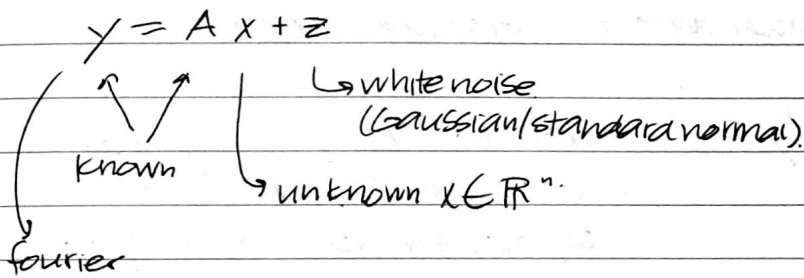 y = A x + z
white noise
(Gaussian/standard normal).
known
unknown x ∈ ℝⁿ.
fourier